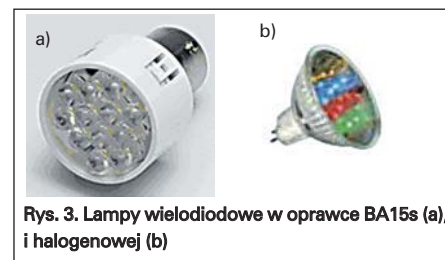 a)
b)
Rys. 3. Lampy wielodiodowe w oprawce BA15s (a),
i halogenowej (b)